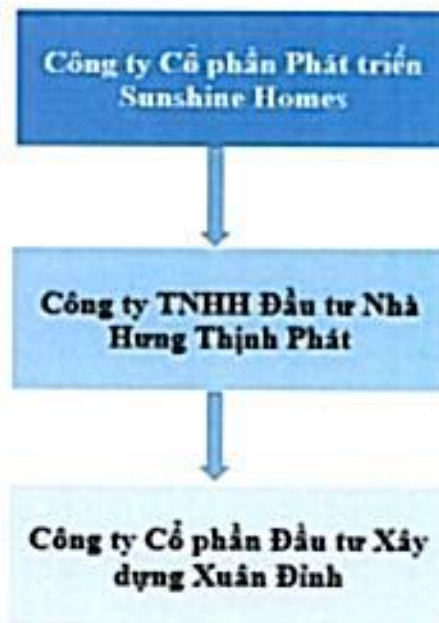 Công ty Cổ phần Phát triển
Sunshine Homes
Công ty TNHH Đầu tư Nhà
Hưng Thịnh Phát
Công ty Cổ phần Đầu tư Xây
dựng Xuân Đỉnh